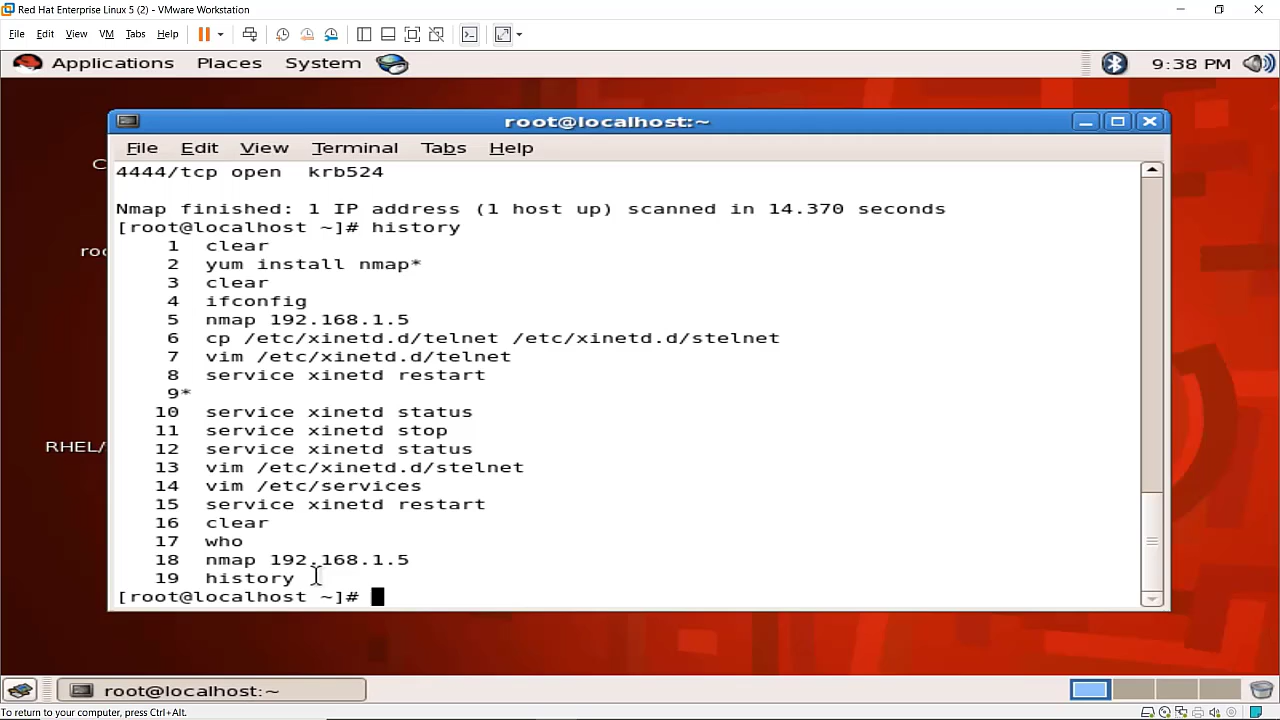 Red Hat Enterprise Linux 5 (2) - VMware Workstation
File Edit View VM Tabs Help
Applications Places System 9:38 PM
root@localhost:~
File Edit View Terminal Tabs Help
4444/tcp open krb524
Nmap finished: 1 IP address (1 host up) scanned in 14.370 seconds
[root@localhost ~]# history
1 clear
2 yum install nmap*
3 clear
4 ifconfig
5 nmap 192.168.1.5
6 cp /etc/xinetd.d/telnet /etc/xinetd.d/stelnet
7 vim /etc/xinetd.d/telnet
8 service xinetd restart
9*
10 service xinetd status
11 service xinetd stop
12 service xinetd status
13 vim /etc/xinetd.d/stelnet
14 vim /etc/services
15 service xinetd restart
16 clear
17 who
18 nmap 192.168.1.5
19 history
[root@localhost ~]#
C
roo
RHEL/
root@localhost:~
To return to your computer, press Ctrl+Alt.